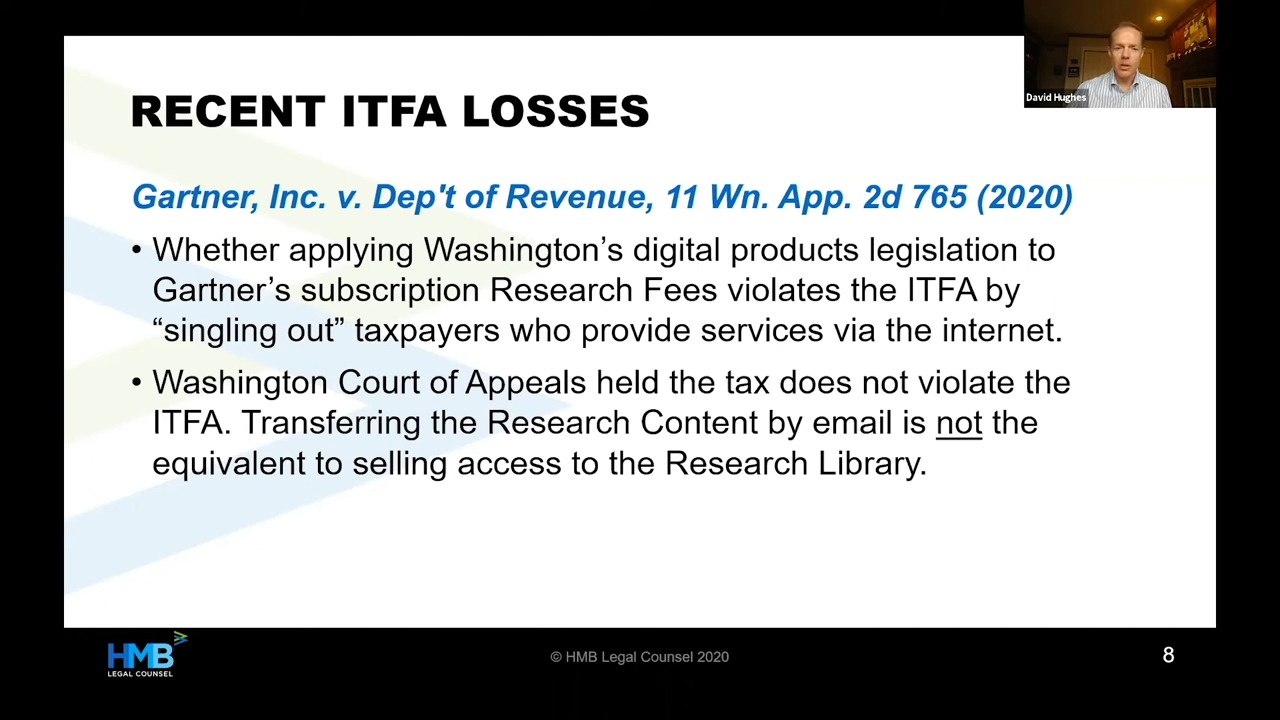 David Hughes
RECENT ITFA LOSSES
Gartner, Inc. v. Dep't of Revenue, 11 Wn. App. 2d 765 (2020)
• Whether applying Washington’s digital products legislation to
Gartner’s subscription Research Fees violates the ITFA by
“singling out” taxpayers who provide services via the internet.
• Washington Court of Appeals held the tax does not violate the
ITFA. Transferring the Research Content by email is not the
equivalent to selling access to the Research Library.
HMB
LEGAL COUNSEL
© HMB Legal Counsel 2020
8